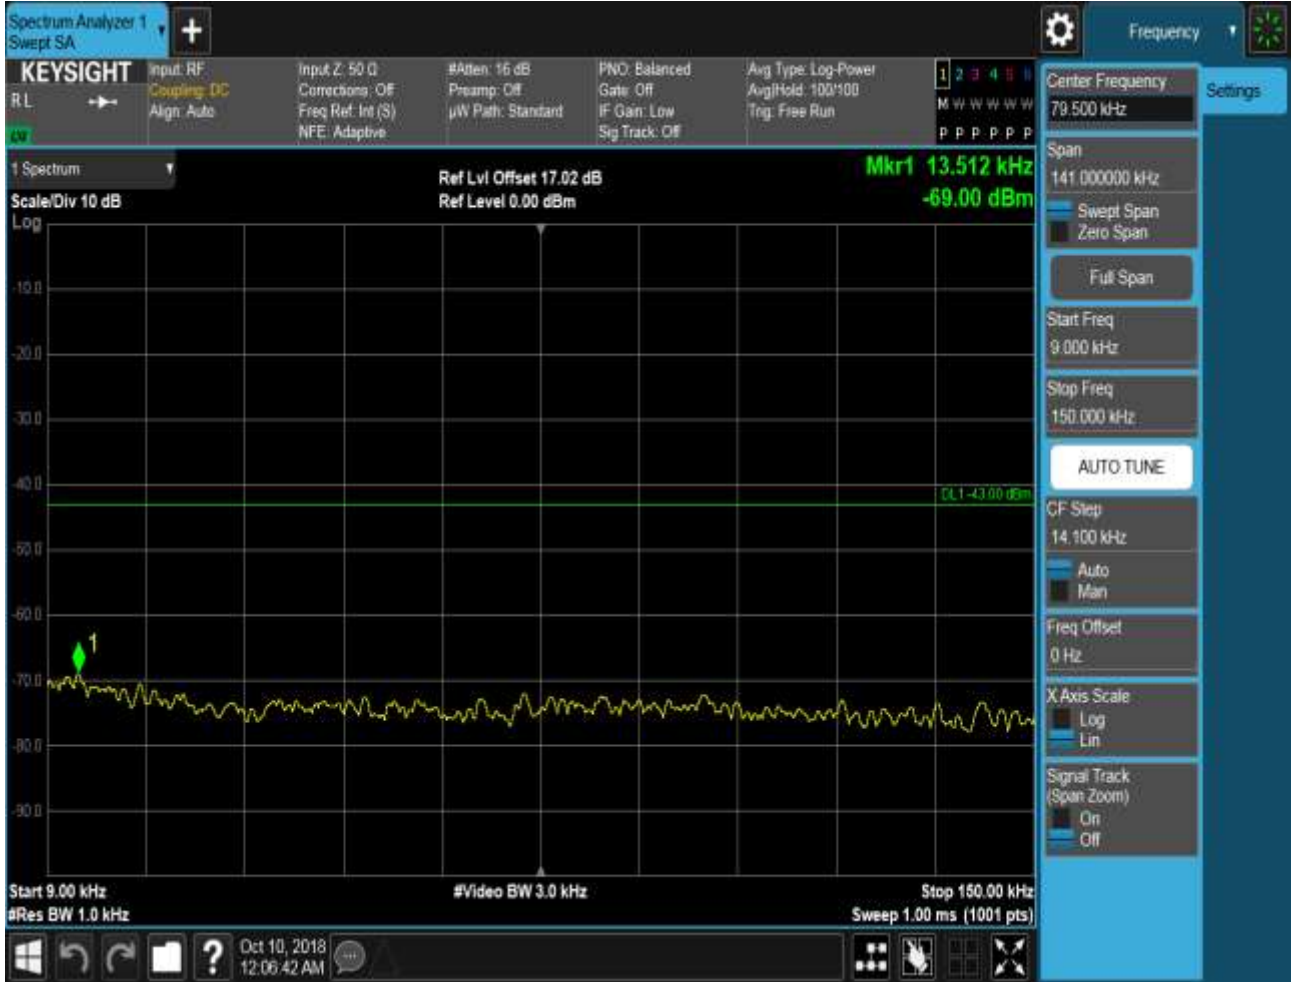 Spectrum Analyzer 1
Swept SA
Frequency
KEYSIGHT
R L
LXI
Input: RF
Coupling: DC
Align: Auto
Input Z: 50 Ω
Corrections: Off
Freq Ref: Int (S)
NFE: Adaptive
#Atten: 16 dB
Preamp: Off
µW Path: Standard
PNO: Balanced
Gate: Off
IF Gain: Low
Sig Track: Off
Avg Type: Log-Power
Avg|Hold: 100/100
Trig: Free Run
1 2 3 4 5 6
M W W W W W
P P P P P P
1 Spectrum
Scale/Div 10 dB
Log
Ref Lvl Offset 17.02 dB
Ref Level 0.00 dBm
Mkr1 13.512 kHz
-69.00 dBm
-10.0
-20.0
-30.0
-40.0
DL1 -43.00 dBm
-50.0
-60.0
1
-70.0
-80.0
-90.0
Start 9.00 kHz
#Res BW 1.0 kHz
#Video BW 3.0 kHz
Stop 150.00 kHz
Sweep 1.00 ms (1001 pts)
Oct 10, 2018
12:06:42 AM
Center Frequency
79.500 kHz
Settings
Span
141.000000 kHz
Swept Span
Zero Span
Full Span
Start Freq
9.000 kHz
Stop Freq
150.000 kHz
AUTO TUNE
CF Step
14.100 kHz
Auto
Man
Freq Offset
0 Hz
X Axis Scale
Log
Lin
Signal Track
(Span Zoom)
On
Off